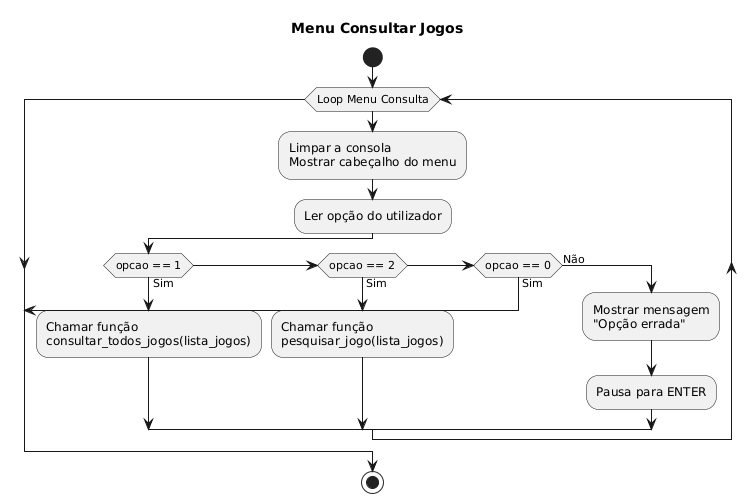 Menu Consultar Jogos
Loop Menu Consulta
Limpar a consola
Mostrar cabeçalho do menu
Ler opção do utilizador
opcao == 1
opcao == 2
opcao == 0
Não
Sim
Sim
Sim
Chamar função
consultar_todos_jogos(lista_jogos)
Chamar função
pesquisar_jogo(lista_jogos)
Mostrar mensagem
"Opção errada"
Pausa para ENTER